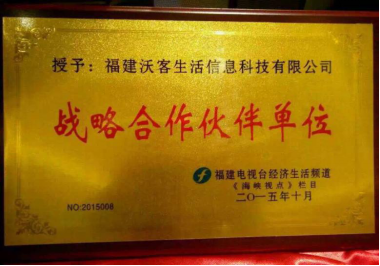 授予：福建沃客生活信息科技有限公司
战略合作伙伴单位
福建电视台经济生活频道
《海峡视点》栏目
二〇一五年十月
NO:2015008